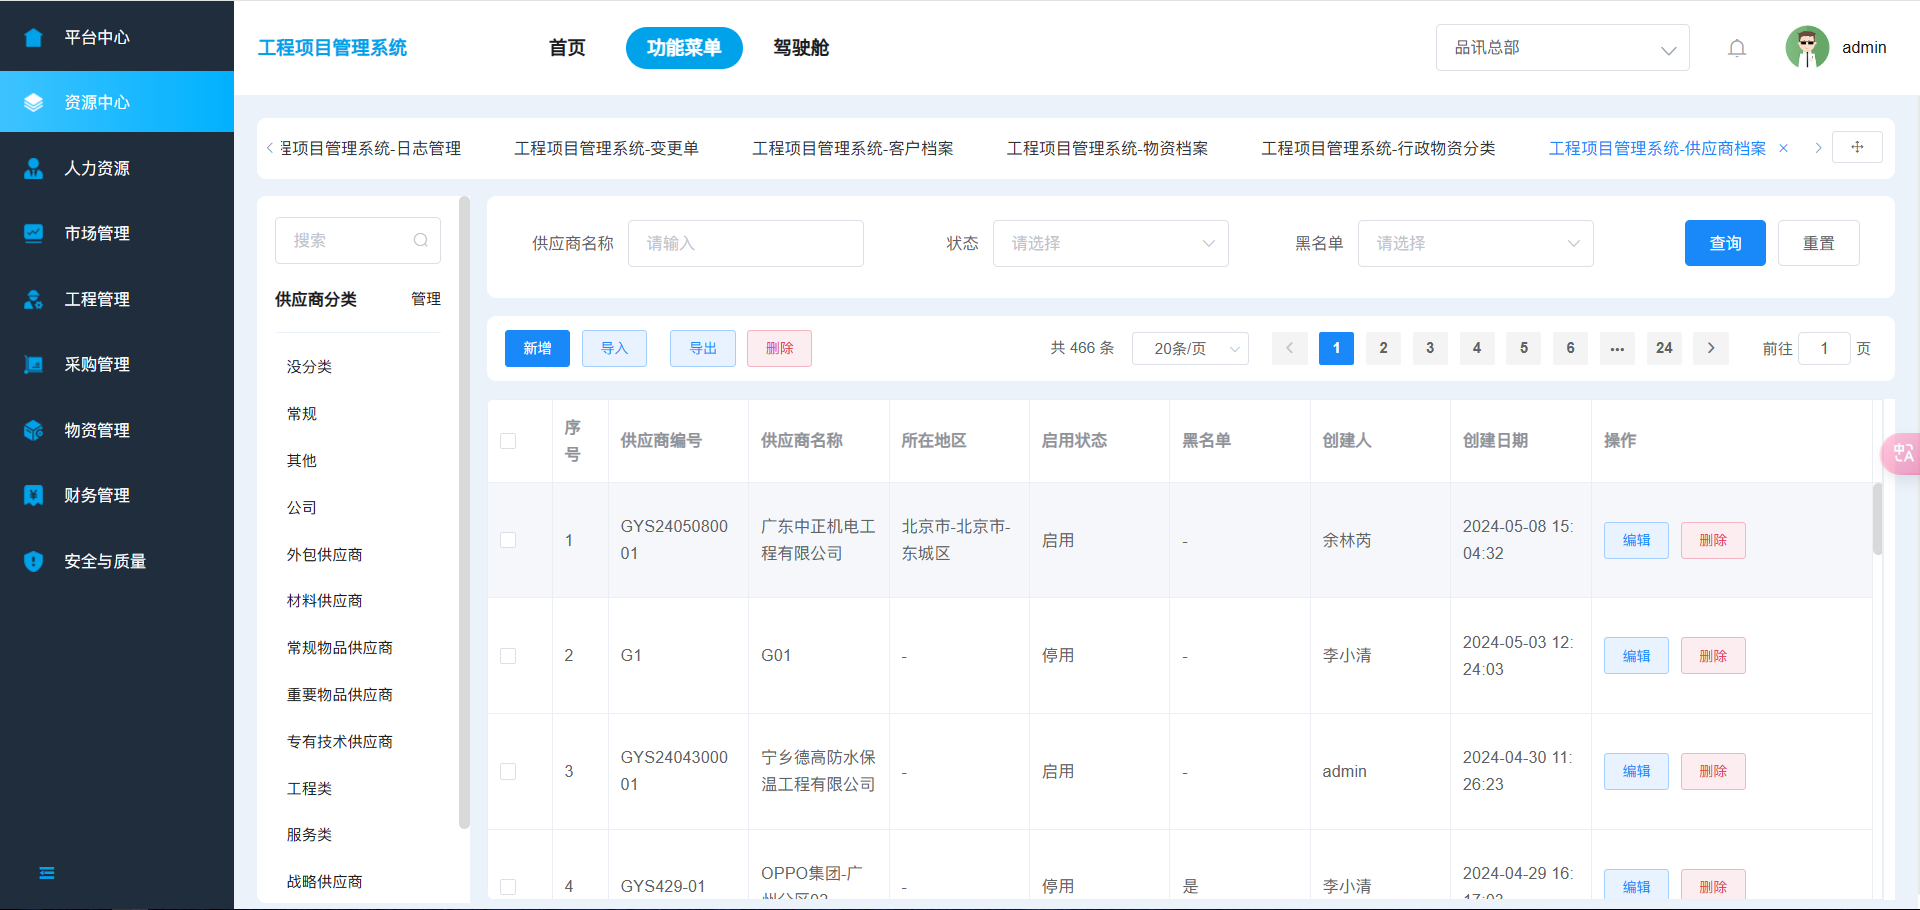 平台中心
资源中心
人力资源
市场管理
工程管理
采购管理
物资管理
财务管理
安全与质量
工程项目管理系统
首页
功能菜单
驾驶舱
品讯总部
admin
程项目管理系统-日志管理
工程项目管理系统-变更单
工程项目管理系统-客户档案
工程项目管理系统-物资档案
工程项目管理系统-行政物资分类
工程项目管理系统-供应商档案
搜索
供应商分类 管理
没分类
常规
其他
公司
外包供应商
材料供应商
常规物品供应商
重要物品供应商
专有技术供应商
工程类
服务类
战略供应商
供应商名称 请输入 状态 请选择 黑名单 请选择 查询 重置
新增 导入 导出 删除 共 466 条 20条/页 1 2 3 4 5 6 ... 24 前往 1 页
序
号
供应商编号 供应商名称 所在地区 启用状态 黑名单 创建人 创建日期 操作
1
GYS24050800
01
广东中正机电工
程有限公司
北京市-北京市-
东城区
启用
-
余林芮
2024-05-08 15:
04:32
编辑 删除
2
G1
G01
-
停用
-
李小清
2024-05-03 12:
24:03
编辑 删除
3
GYS24043000
01
宁乡德高防水保
温工程有限公司
-
启用
-
admin
2024-04-30 11:
26:23
编辑 删除
4
GYS429-01
OPPO集团-广
州分区02
-
停用
是
李小清
2024-04-29 16:
17:03
编辑 删除
中A